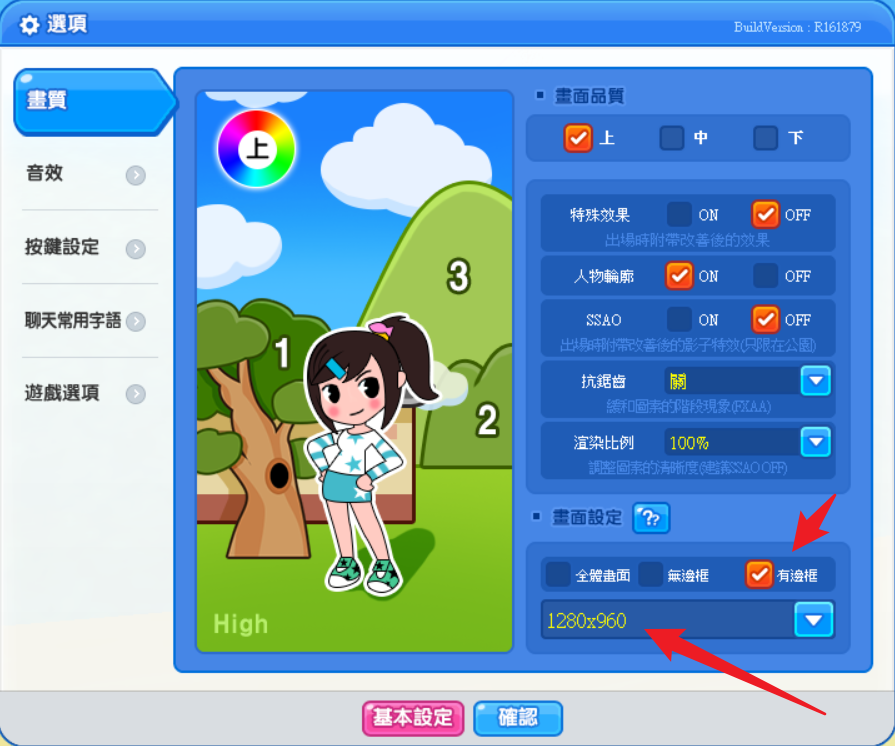 選項
BuildVersion : R161879
畫質
音效
按鍵設定
聊天常用字語
遊戲選項
上
3
1
2
High
畫面品質
上 中 下
特殊效果 ON OFF
出場時附帶改善後的效果
人物輪廓 ON OFF
SSAO ON OFF
出場時附帶改善後的影子特效(只限在公園)
抗鋸齒 關
緩和圖素的階段現象(FXAA)
渲染比例 100%
調整圖素的清晰度(建議SSAO OFF)
畫面設定 ??
全體畫面 無邊框 有邊框
1280x960
基本設定 確認